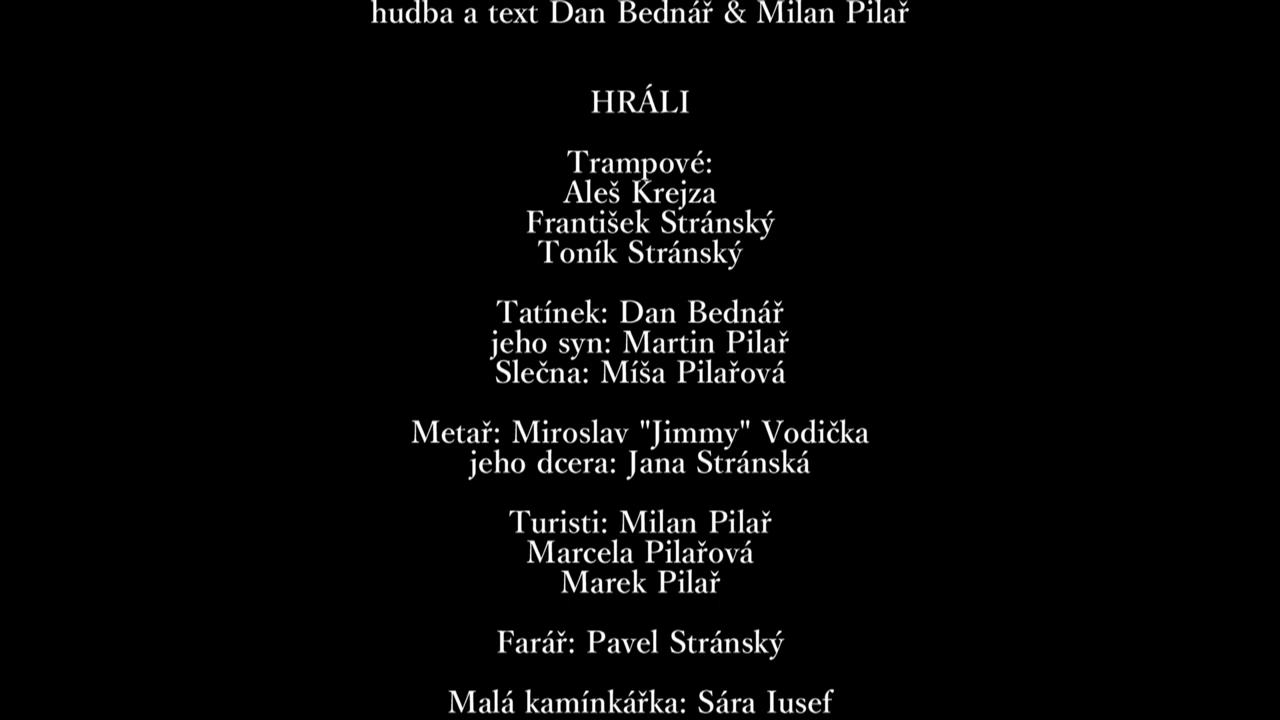 hudba a text Dan Bednář & Milan Pilař
HRÁLI
Trampové:
Aleš Krejza
František Stránský
Toník Stránský
Tatínek: Dan Bednář
jeho syn: Martin Pilař
Slečna: Míša Pilařová
Metař: Miroslav "Jimmy" Vodička
jeho dcera: Jana Stránská
Turisti: Milan Pilař
Marcela Pilařová
Marek Pilař
Farář: Pavel Stránský
Malá kamínkářka: Sára Iusef